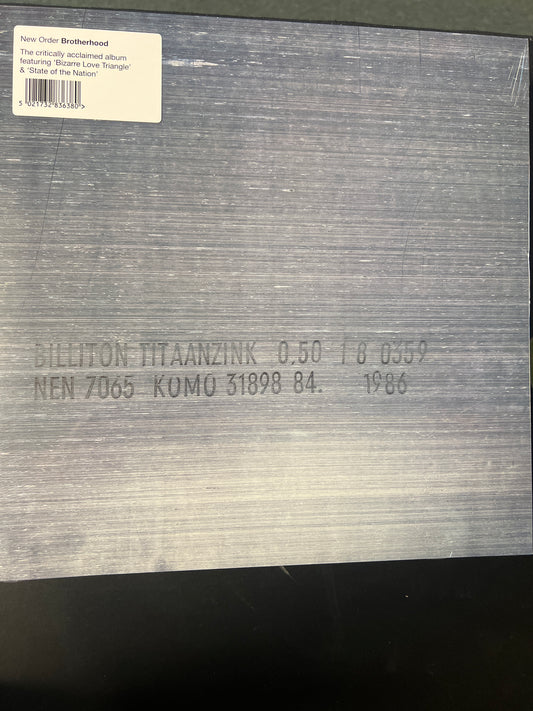 New Order Brotherhood
The critically acclaimed album
featuring 'Bizarre Love Triangle'
& 'State of the Nation'
5 021732 836380 >
BILLITON TITAANZINK 0,50 1 8 0359
NEN 7065 KOMO 31898 84. 1986